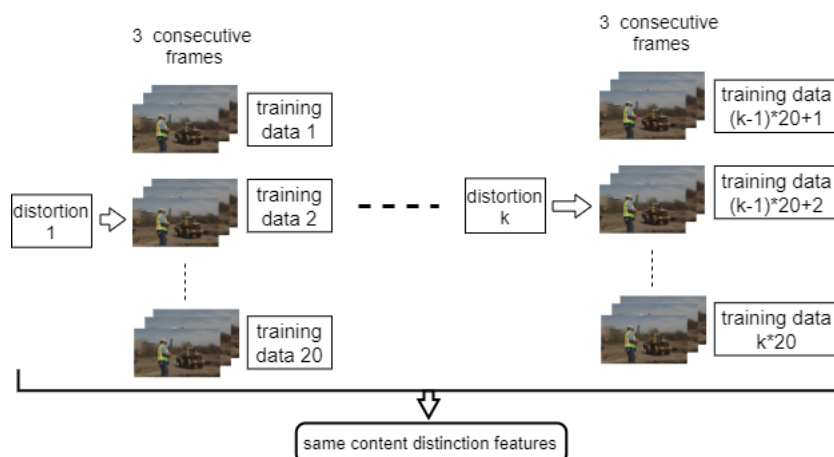 3 consecutive
frames
training
data 1
distortion
1
training
data 2
training
data 20
3 consecutive
frames
training data
(k-1)*20+1
distortion
k
training data
(k-1)*20+2
training data
k*20
same content distinction features